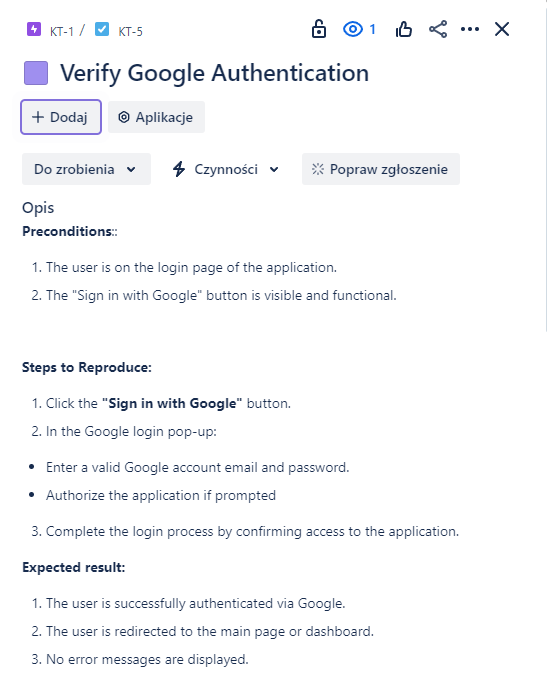 KT-1 / KT-5
1
Verify Google Authentication
+ Dodaj
Aplikacje
Do zrobienia
Czynności
Popraw zgłoszenie
Opis
Preconditions::
1. The user is on the login page of the application.
2. The "Sign in with Google" button is visible and functional.
Steps to Reproduce:
1. Click the "Sign in with Google" button.
2. In the Google login pop-up:
• Enter a valid Google account email and password.
• Authorize the application if prompted
3. Complete the login process by confirming access to the application.
Expected result:
1. The user is successfully authenticated via Google.
2. The user is redirected to the main page or dashboard.
3. No error messages are displayed.